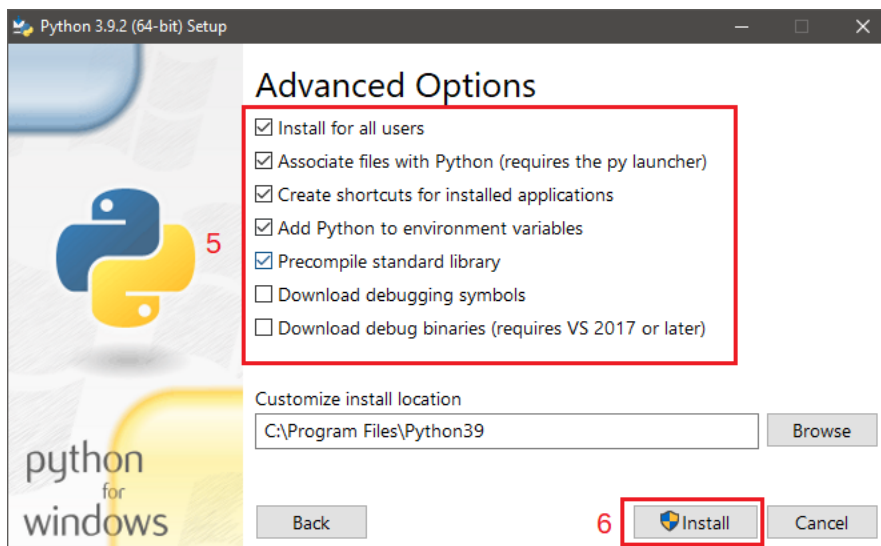 Python 3.9.2 (64-bit) Setup
Advanced Options
Install for all users
Associate files with Python (requires the py launcher)
Create shortcuts for installed applications
Add Python to environment variables
5
Precompile standard library
Download debugging symbols
Download debug binaries (requires VS 2017 or later)
Customize install location
C:\Program Files\Python39
Browse
python
for
windows
Back
6
Install
Cancel